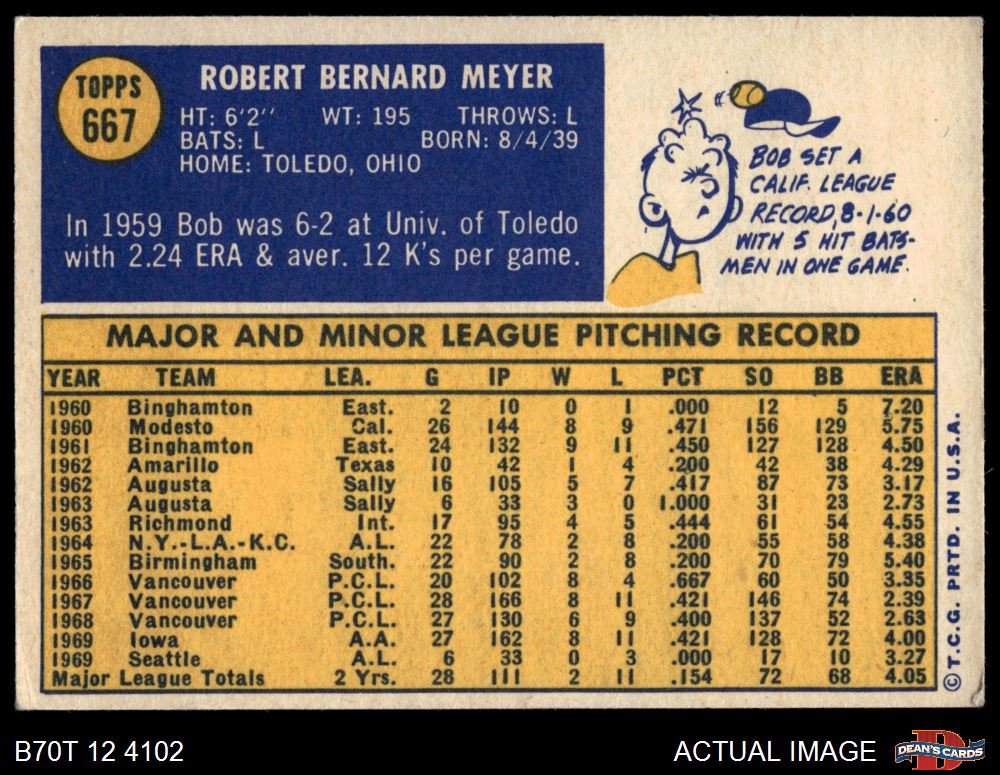 TOPPS
667
ROBERT BERNARD MEYER
HT: 6'2'' WT: 195 THROWS: L
BATS: L BORN: 8/4/39
HOME: TOLEDO, OHIO
In 1959 Bob was 6-2 at Univ. of Toledo
with 2.24 ERA & aver. 12 K's per game.
BOB SET A
CALIF. LEAGUE
RECORD, 8-1-60
WITH 5 HIT BATS-
MEN IN ONE GAME.
MAJOR AND MINOR LEAGUE PITCHING RECORD
YEAR TEAM LEA. G IP W L PCT SO BB ERA
1960 Binghamton East. 2 10 0 1 .000 12 5 7.20
1960 Modesto Cal. 26 144 8 9 .471 156 129 5.75
1961 Binghamton East. 24 132 9 11 .450 127 128 4.50
1962 Amarillo Texas 10 42 1 4 .200 42 38 4.29
1962 Augusta Sally 16 105 5 7 .417 87 73 3.17
1963 Augusta Sally 6 33 3 0 1.000 31 23 2.73
1963 Richmond Int. 17 95 4 5 .444 61 54 4.55
1964 N.Y.-L.A.-K.C. A.L. 22 78 2 8 .200 55 58 4.38
1965 Birmingham South. 22 90 2 8 .200 70 79 5.40
1966 Vancouver P.C.L. 20 102 8 4 .667 60 50 3.35
1967 Vancouver P.C.L. 28 166 8 11 .421 146 74 2.39
1968 Vancouver P.C.L. 27 130 6 9 .400 137 52 2.63
1969 Iowa A.A. 27 162 8 11 .421 128 72 4.00
1969 Seattle A.L. 6 33 0 3 .000 17 10 3.27
Major League Totals 2 Yrs. 28 111 2 11 .154 72 68 4.05
© T.C.G. PRTD. IN U.S.A.
B70T 12 4102
ACTUAL IMAGE
DEAN'S CARDS